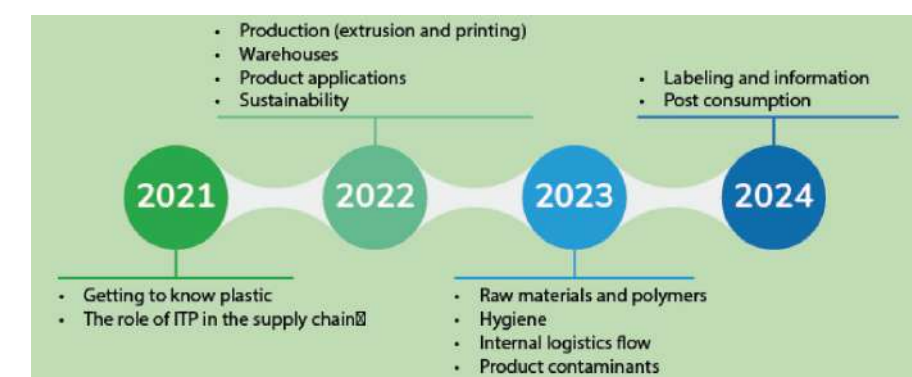 • Production (extrusion and printing)
• Warehouses
• Product applications
• Sustainability
• Labeling and information
• Post consumption
2021
2022
2023
2024
• Getting to know plastic
• The role of ITP in the supply chain☒
• Raw materials and polymers
• Hygiene
• Internal logistics flow
• Product contaminants